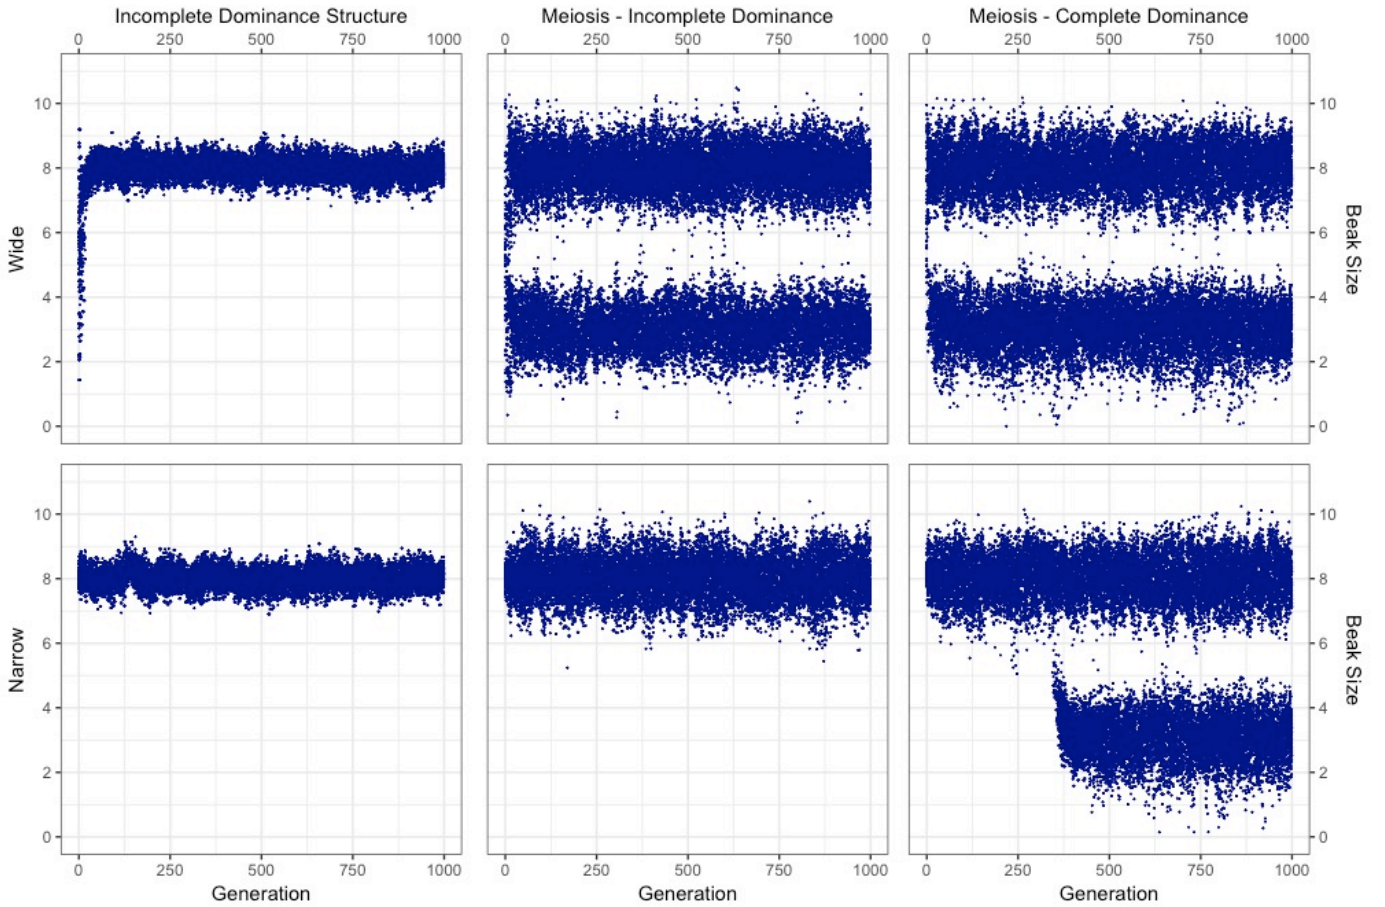 Incomplete Dominance Structure
Meiosis - Incomplete Dominance
Meiosis - Complete Dominance
0 250 500 750 1000
0 250 500 750 1000
0 250 500 750 1000
Wide
10
8
6
4
2
0
10
8
6
4
2
0
Beak Size
Narrow
10
8
6
4
2
0
10
8
6
4
2
0
Beak Size
0 250 500 750 1000
0 250 500 750 1000
0 250 500 750 1000
Generation
Generation
Generation